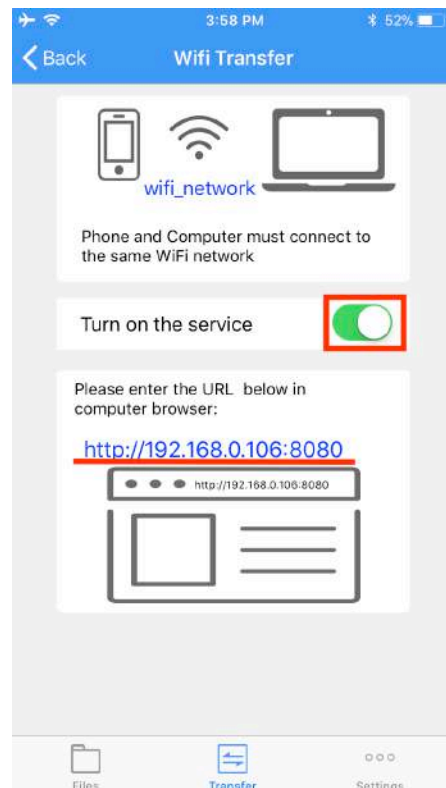 3:58 PM
52%
Back
Wifi Transfer
wifi_network
Phone and Computer must connect to
the same WiFi network
Turn on the service
Please enter the URL below in
computer browser:
http://192.168.0.106:8080
http://192.168.0.106:8080
Files
Transfer
Settings